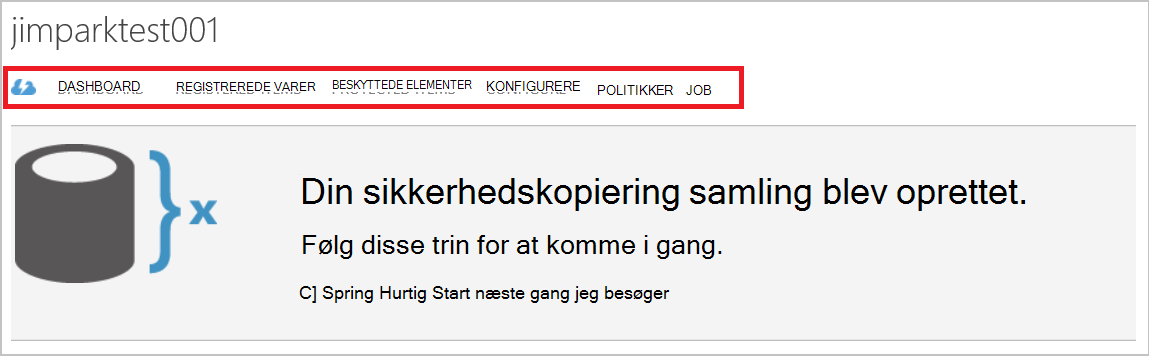 jimparktest001
DASHBOARD REGISTREREDE VARER BESKYTTEDE ELEMENTER KONFIGURERE POLITIKKER JOB
Din sikkerhedskopiering samling blev oprettet.
Følg disse trin for at komme i gang.
C] Spring Hurtig Start næste gang jeg besøger